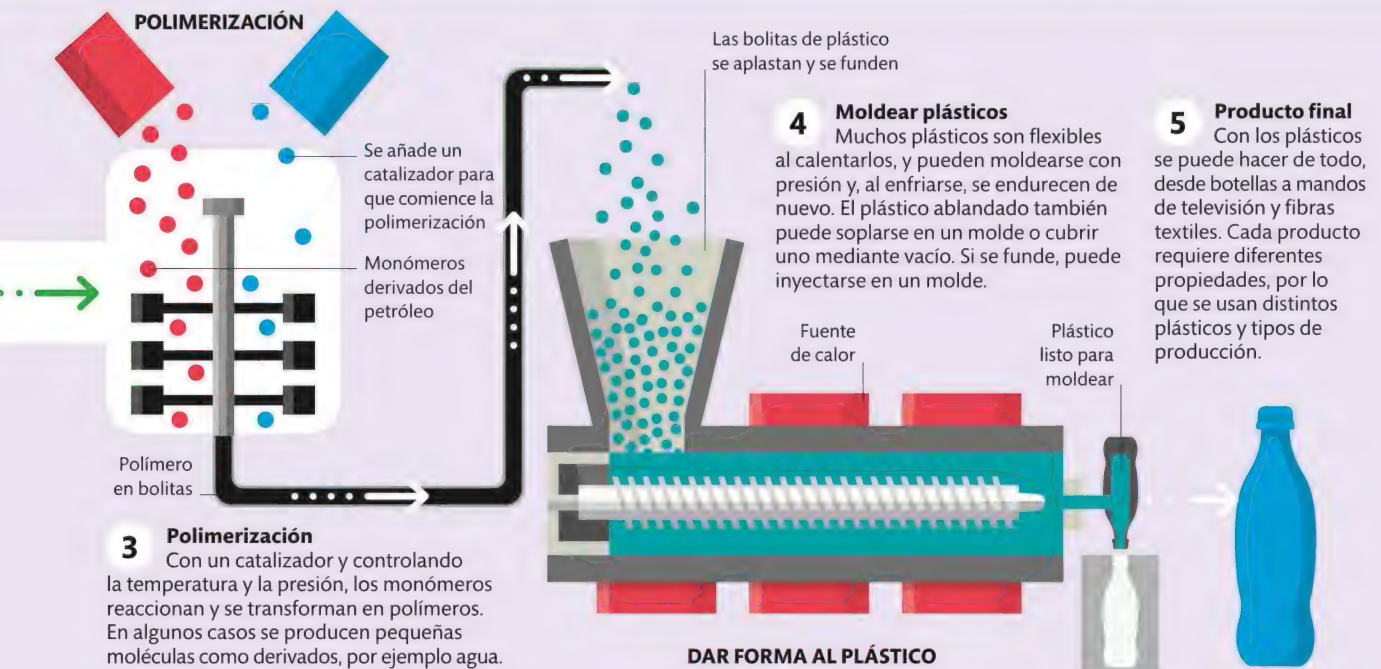 POLIMERIZACIÓN
Se añade un
catalizador para
que comience la
polimerización
Monómeros
derivados del
petróleo
Polímero
en bolitas
3 Polimerización
Con un catalizador y controlando
la temperatura y la presión, los monómeros
reaccionan y se transforman en polímeros.
En algunos casos se producen pequeñas
moléculas como derivados, por ejemplo agua.
Las bolitas de plástico
se aplastan y se funden
4 Moldear plásticos
Muchos plásticos son flexibles
al calentarlos, y pueden moldearse con
presión y, al enfriarse, se endurecen de
nuevo. El plástico ablandado también
puede soplarse en un molde o cubrir
uno mediante vacío. Si se funde, puede
inyectarse en un molde.
Fuente
de calor
Plástico
listo para
moldear
DAR FORMA AL PLÁSTICO
5 Producto final
Con los plásticos
se puede hacer de todo,
desde botellas a mandos
de televisión y fibras
textiles. Cada producto
requiere diferentes
propiedades, por lo
que se usan distintos
plásticos y tipos de
producción.